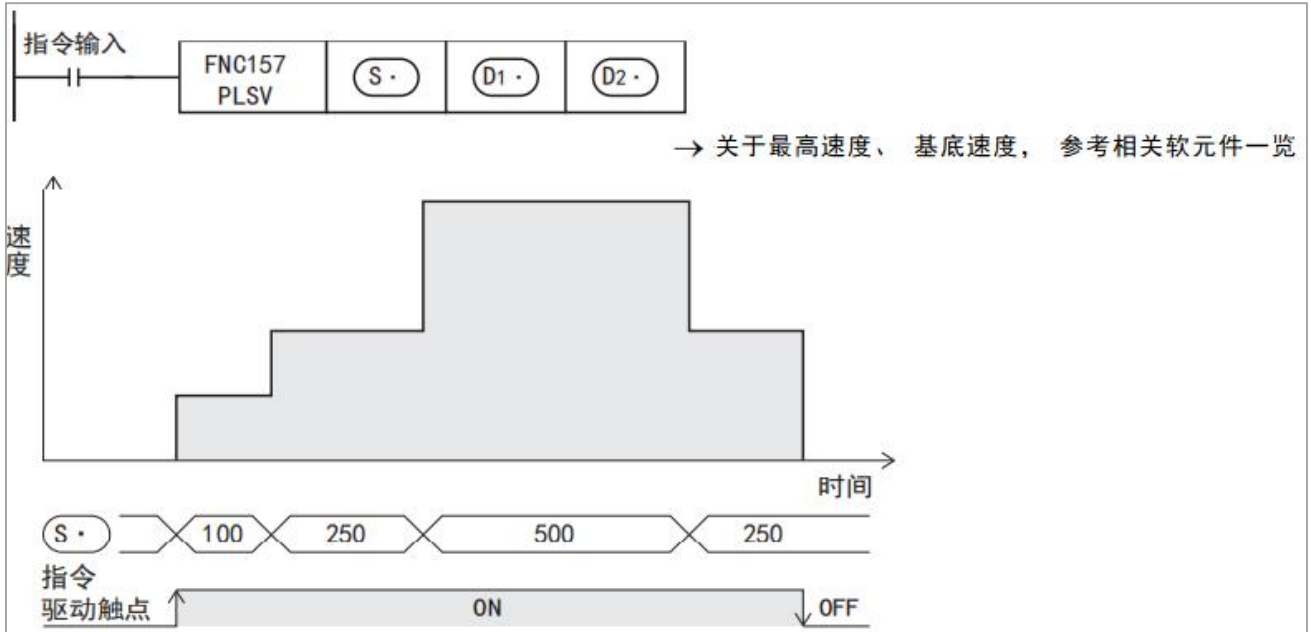 指令输入
FNC157
PLSV
S·
D1·
D2·
→ 关于最高速度、 基底速度， 参考相关软元件一览
速
度
时间
S· 100 250 500 250
指令
驱动触点 ON OFF